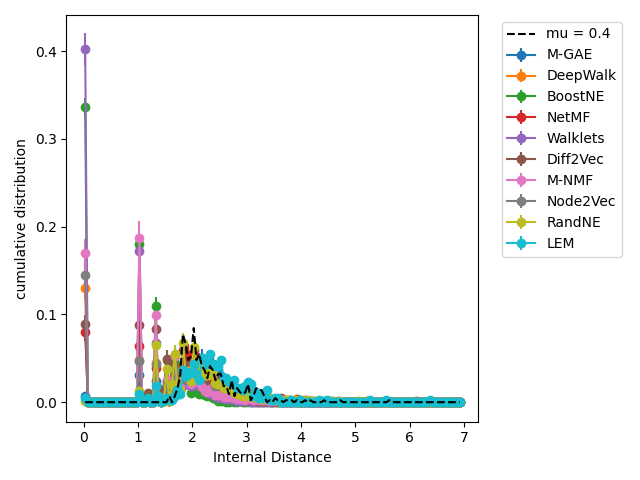 0.4
0.3
0.2
0.1
0.0
cumulative distribution
0
1
2
3
4
5
6
7
Internal Distance
mu = 0.4
M-GAE
DeepWalk
BoostNE
NetMF
Walklets
Diff2Vec
M-NMF
Node2Vec
RandNE
LEM